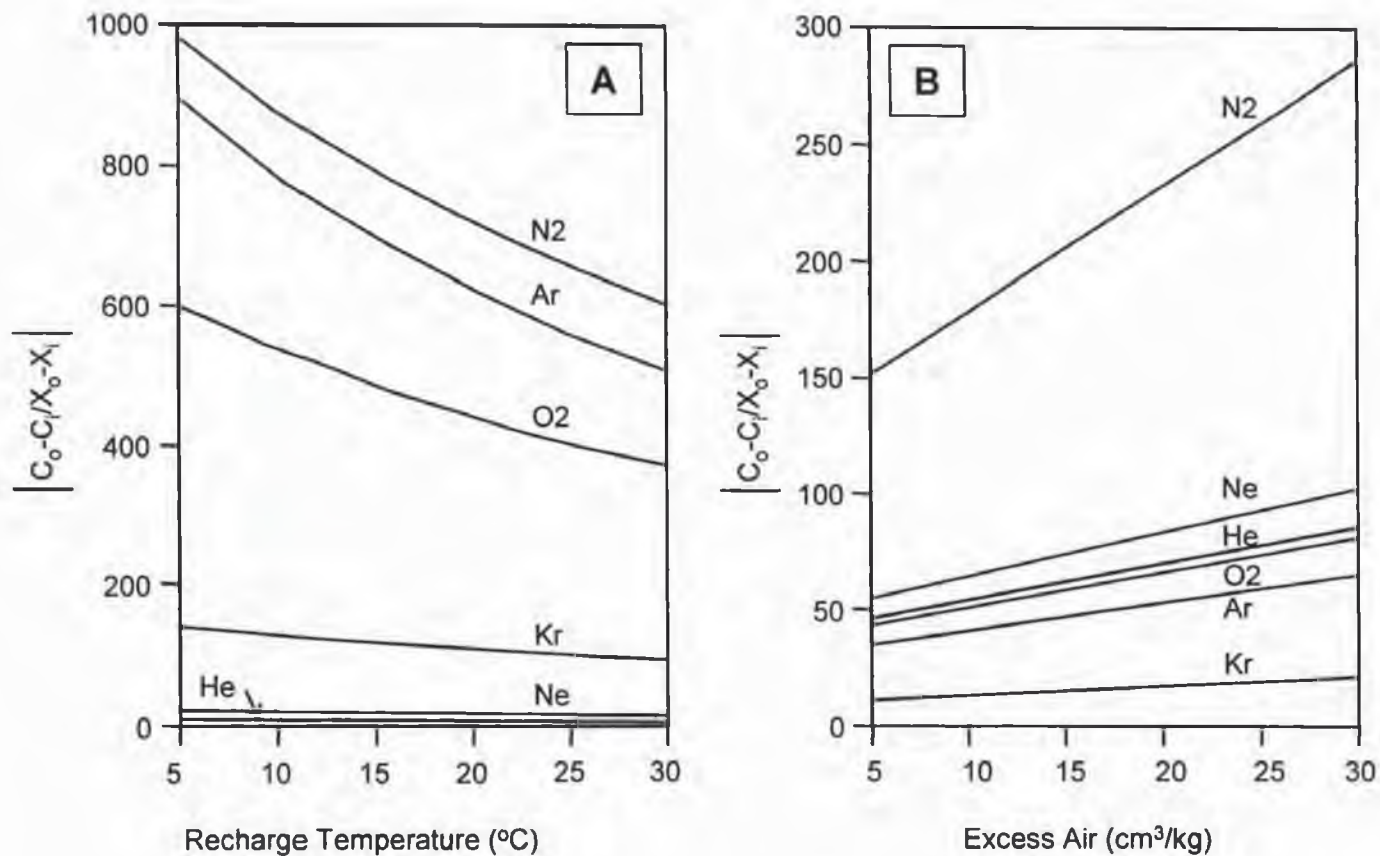 A
1000
800
600
400
200
0
N2
Ar
O2
Kr
He
Ne
5 10 15 20 25 30
Recharge Temperature (ºC)
|Cₒ-Cᵢ/Xₒ-Xᵢ|
B
300
250
200
150
100
50
0
N2
Ne
He
O2
Ar
Kr
5 10 15 20 25 30
Excess Air (cm³/kg)
|Cₒ-Cᵢ/Xₒ-Xᵢ|